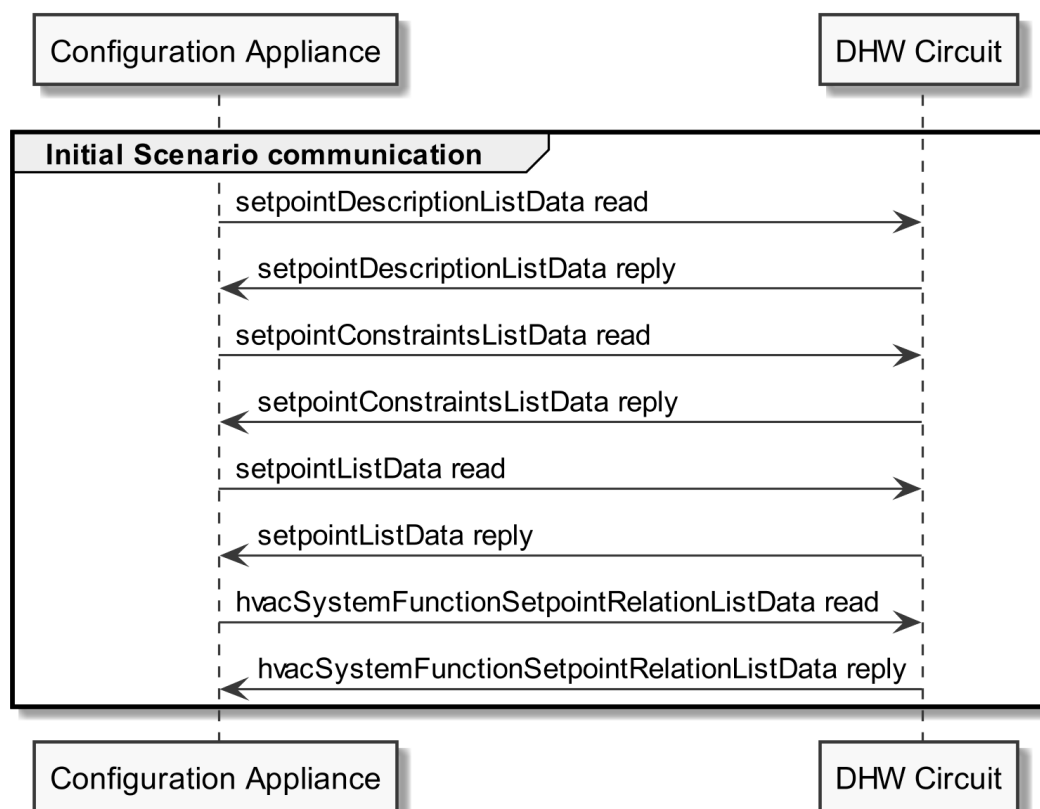 Configuration Appliance
DHW Circuit
Initial Scenario communication
setpointDescriptionListData read
setpointDescriptionListData reply
setpointConstraintsListData read
setpointConstraintsListData reply
setpointListData read
setpointListData reply
hvacSystemFunctionSetpointRelationListData read
hvacSystemFunctionSetpointRelationListData reply
Configuration Appliance
DHW Circuit